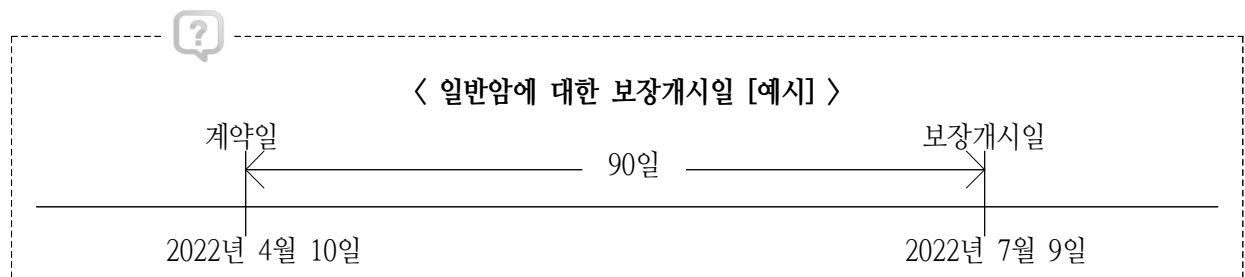 ?
〈 일반암에 대한 보장개시일 [예시] 〉
계약일 보장개시일
90일
2022년 4월 10일 2022년 7월 9일